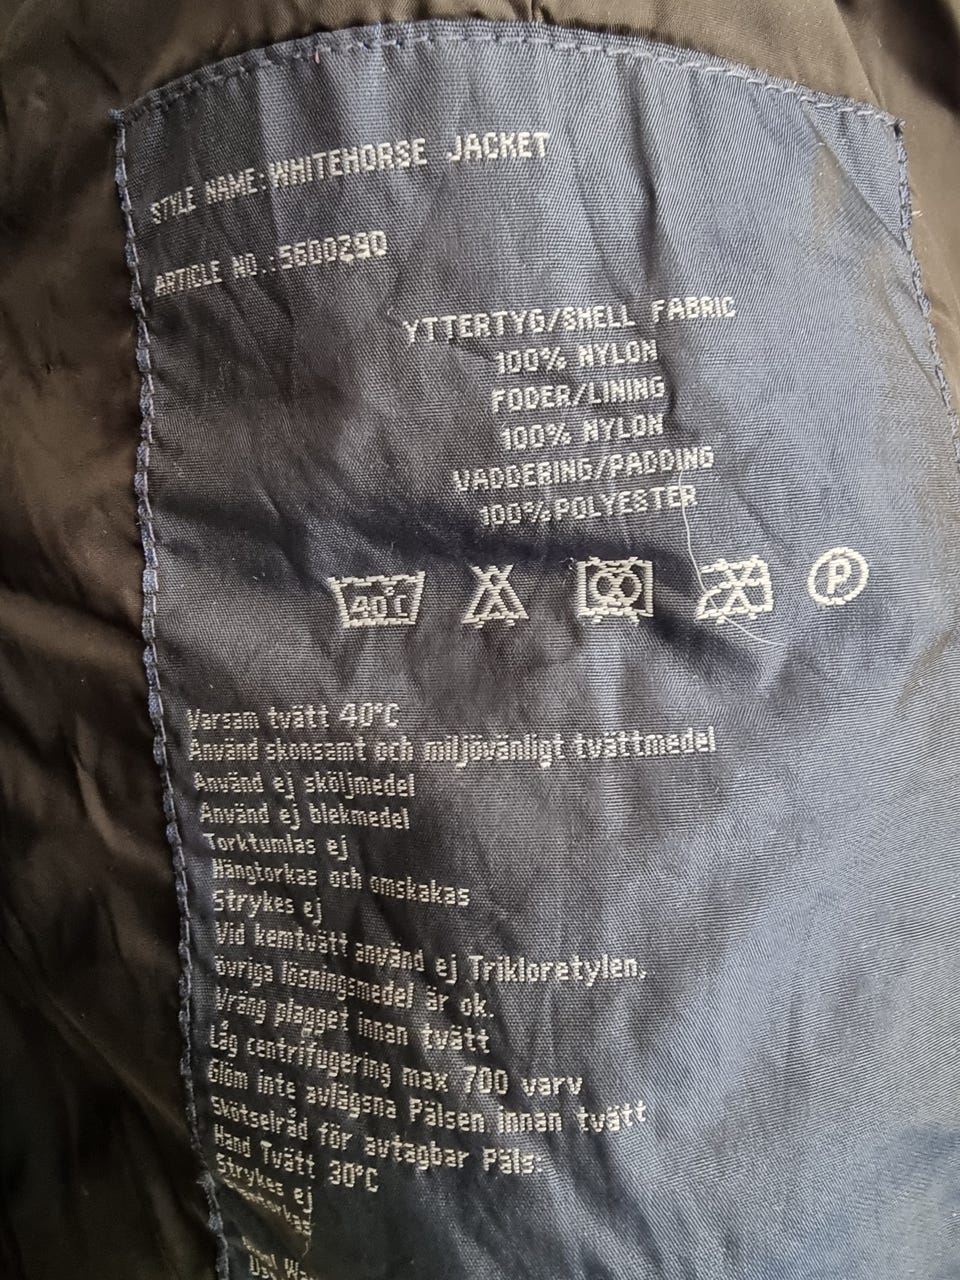 STYLE NAME: WHITEHORSE JACKET
ARTICLE NO.: 5600290
YTTERTYG/SHELL FABRIC
100% NYLON
FODER/LINING
100% NYLON
VADDERING/PADDING
100% POLYESTER
40°C P
Varsam tvätt 40°C
Använd skonsamt och miljövänligt tvättmedel
Använd ej sköljmedel
Använd ej blekmedel
Torktumlas ej
Hängtorkas och omskakas
Strykes ej
Vid kemtvätt använd ej Trikloretylen,
övriga lösningsmedel är ok.
Vräng plagget innan tvätt
Låg centrifugering max 700 varv
Glöm inte avlägsna Pälsen innan tvätt
Skötselråd för avtagbar Päls:
Hand Tvätt 30°C
Strykes ej